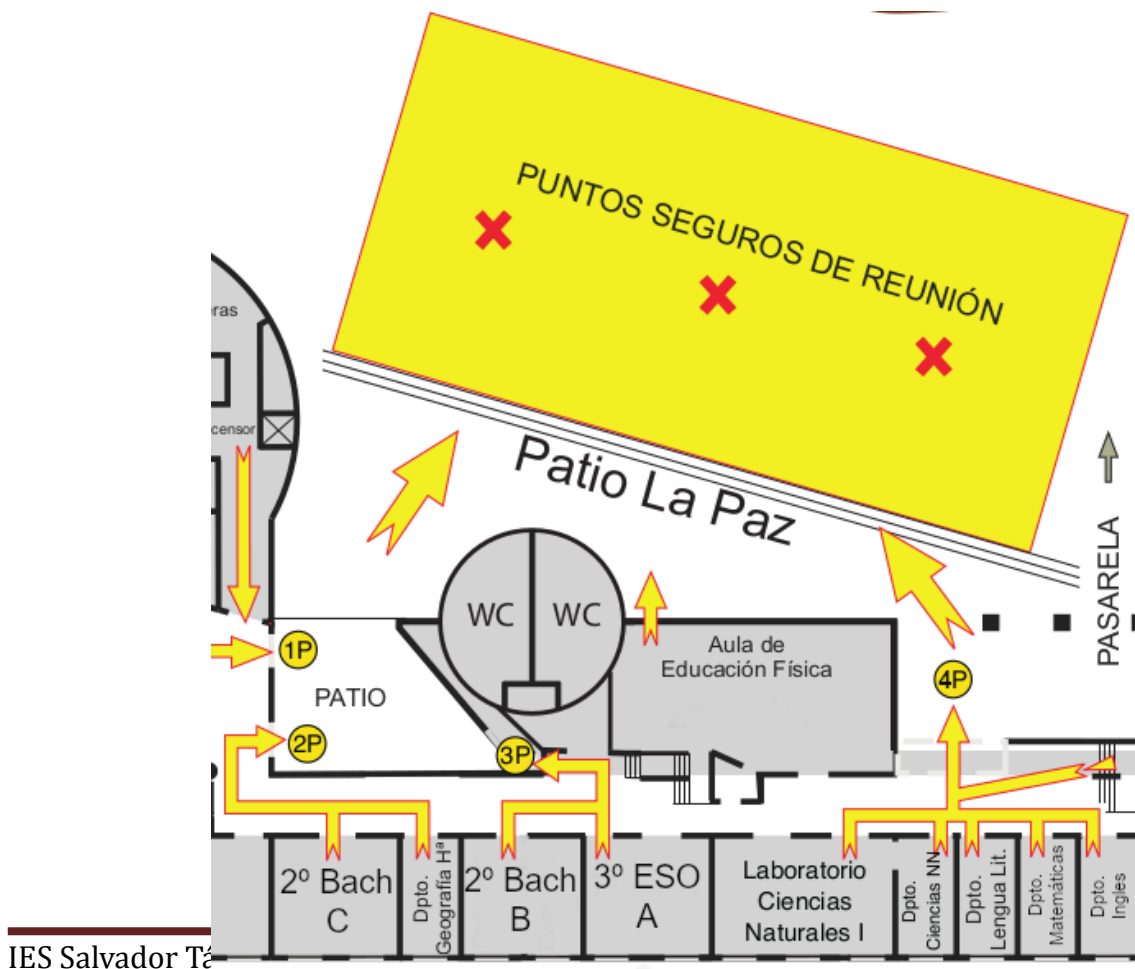 PUNTOS SEGUROS DE REUNIÓN
Patio La Paz
PASARELA
WC
WC
Aula de
Educación Física
1P
PATIO
2P
3P
4P
2º Bach
C
Dpto.
Geografía Hª
2º Bach
B
3º ESO
A
Laboratorio
Ciencias
Naturales I
Dpto.
Ciencias NN
Dpto.
Lengua Lit.
Dpto.
Matemáticas
Dpto.
Ingles
IES Salvador